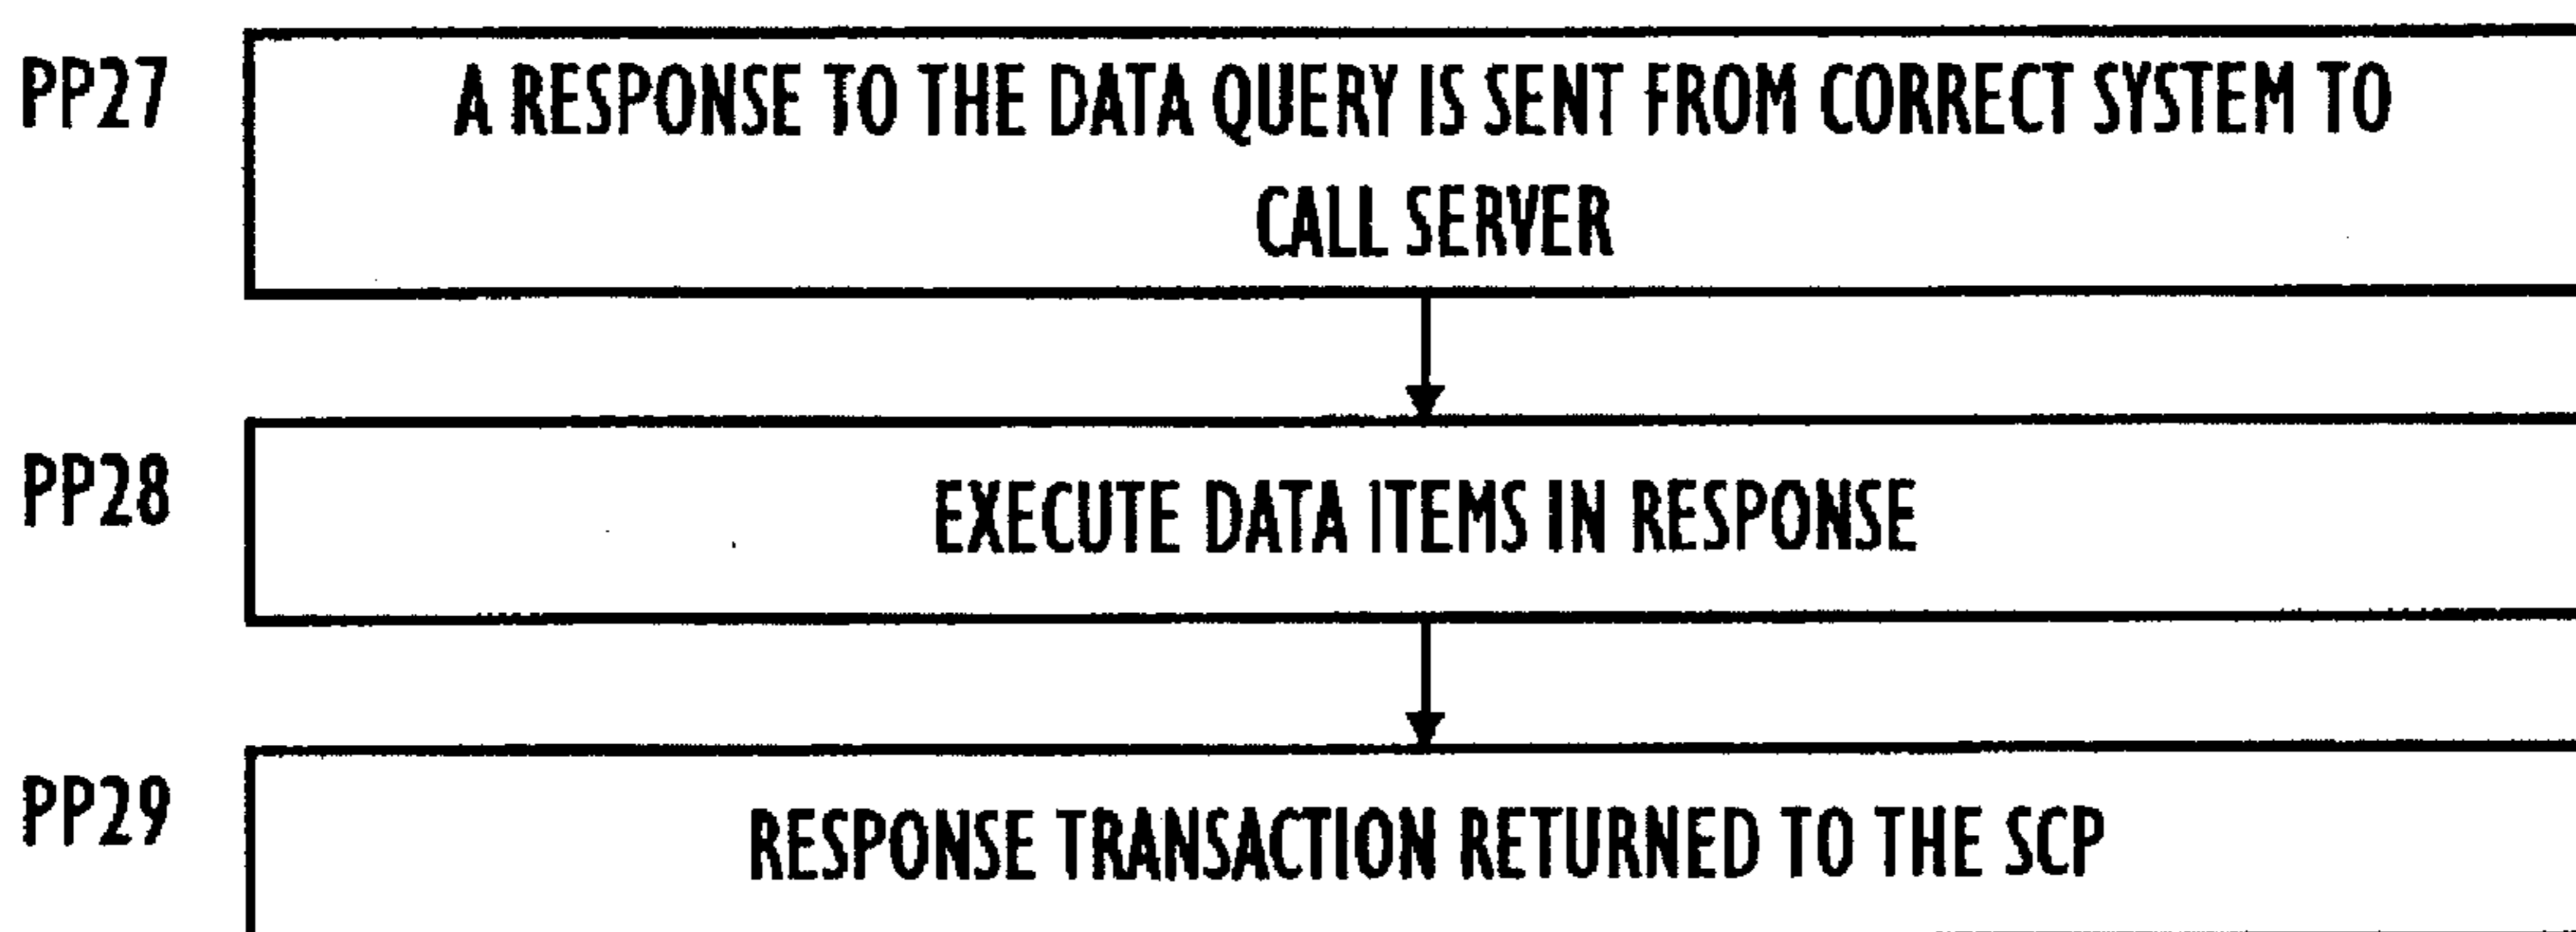 PP27
A RESPONSE TO THE DATA QUERY IS SENT FROM CORRECT SYSTEM TO
CALL SERVER
PP28
EXECUTE DATA ITEMS IN RESPONSE
PP29
RESPONSE TRANSACTION RETURNED TO THE SCP